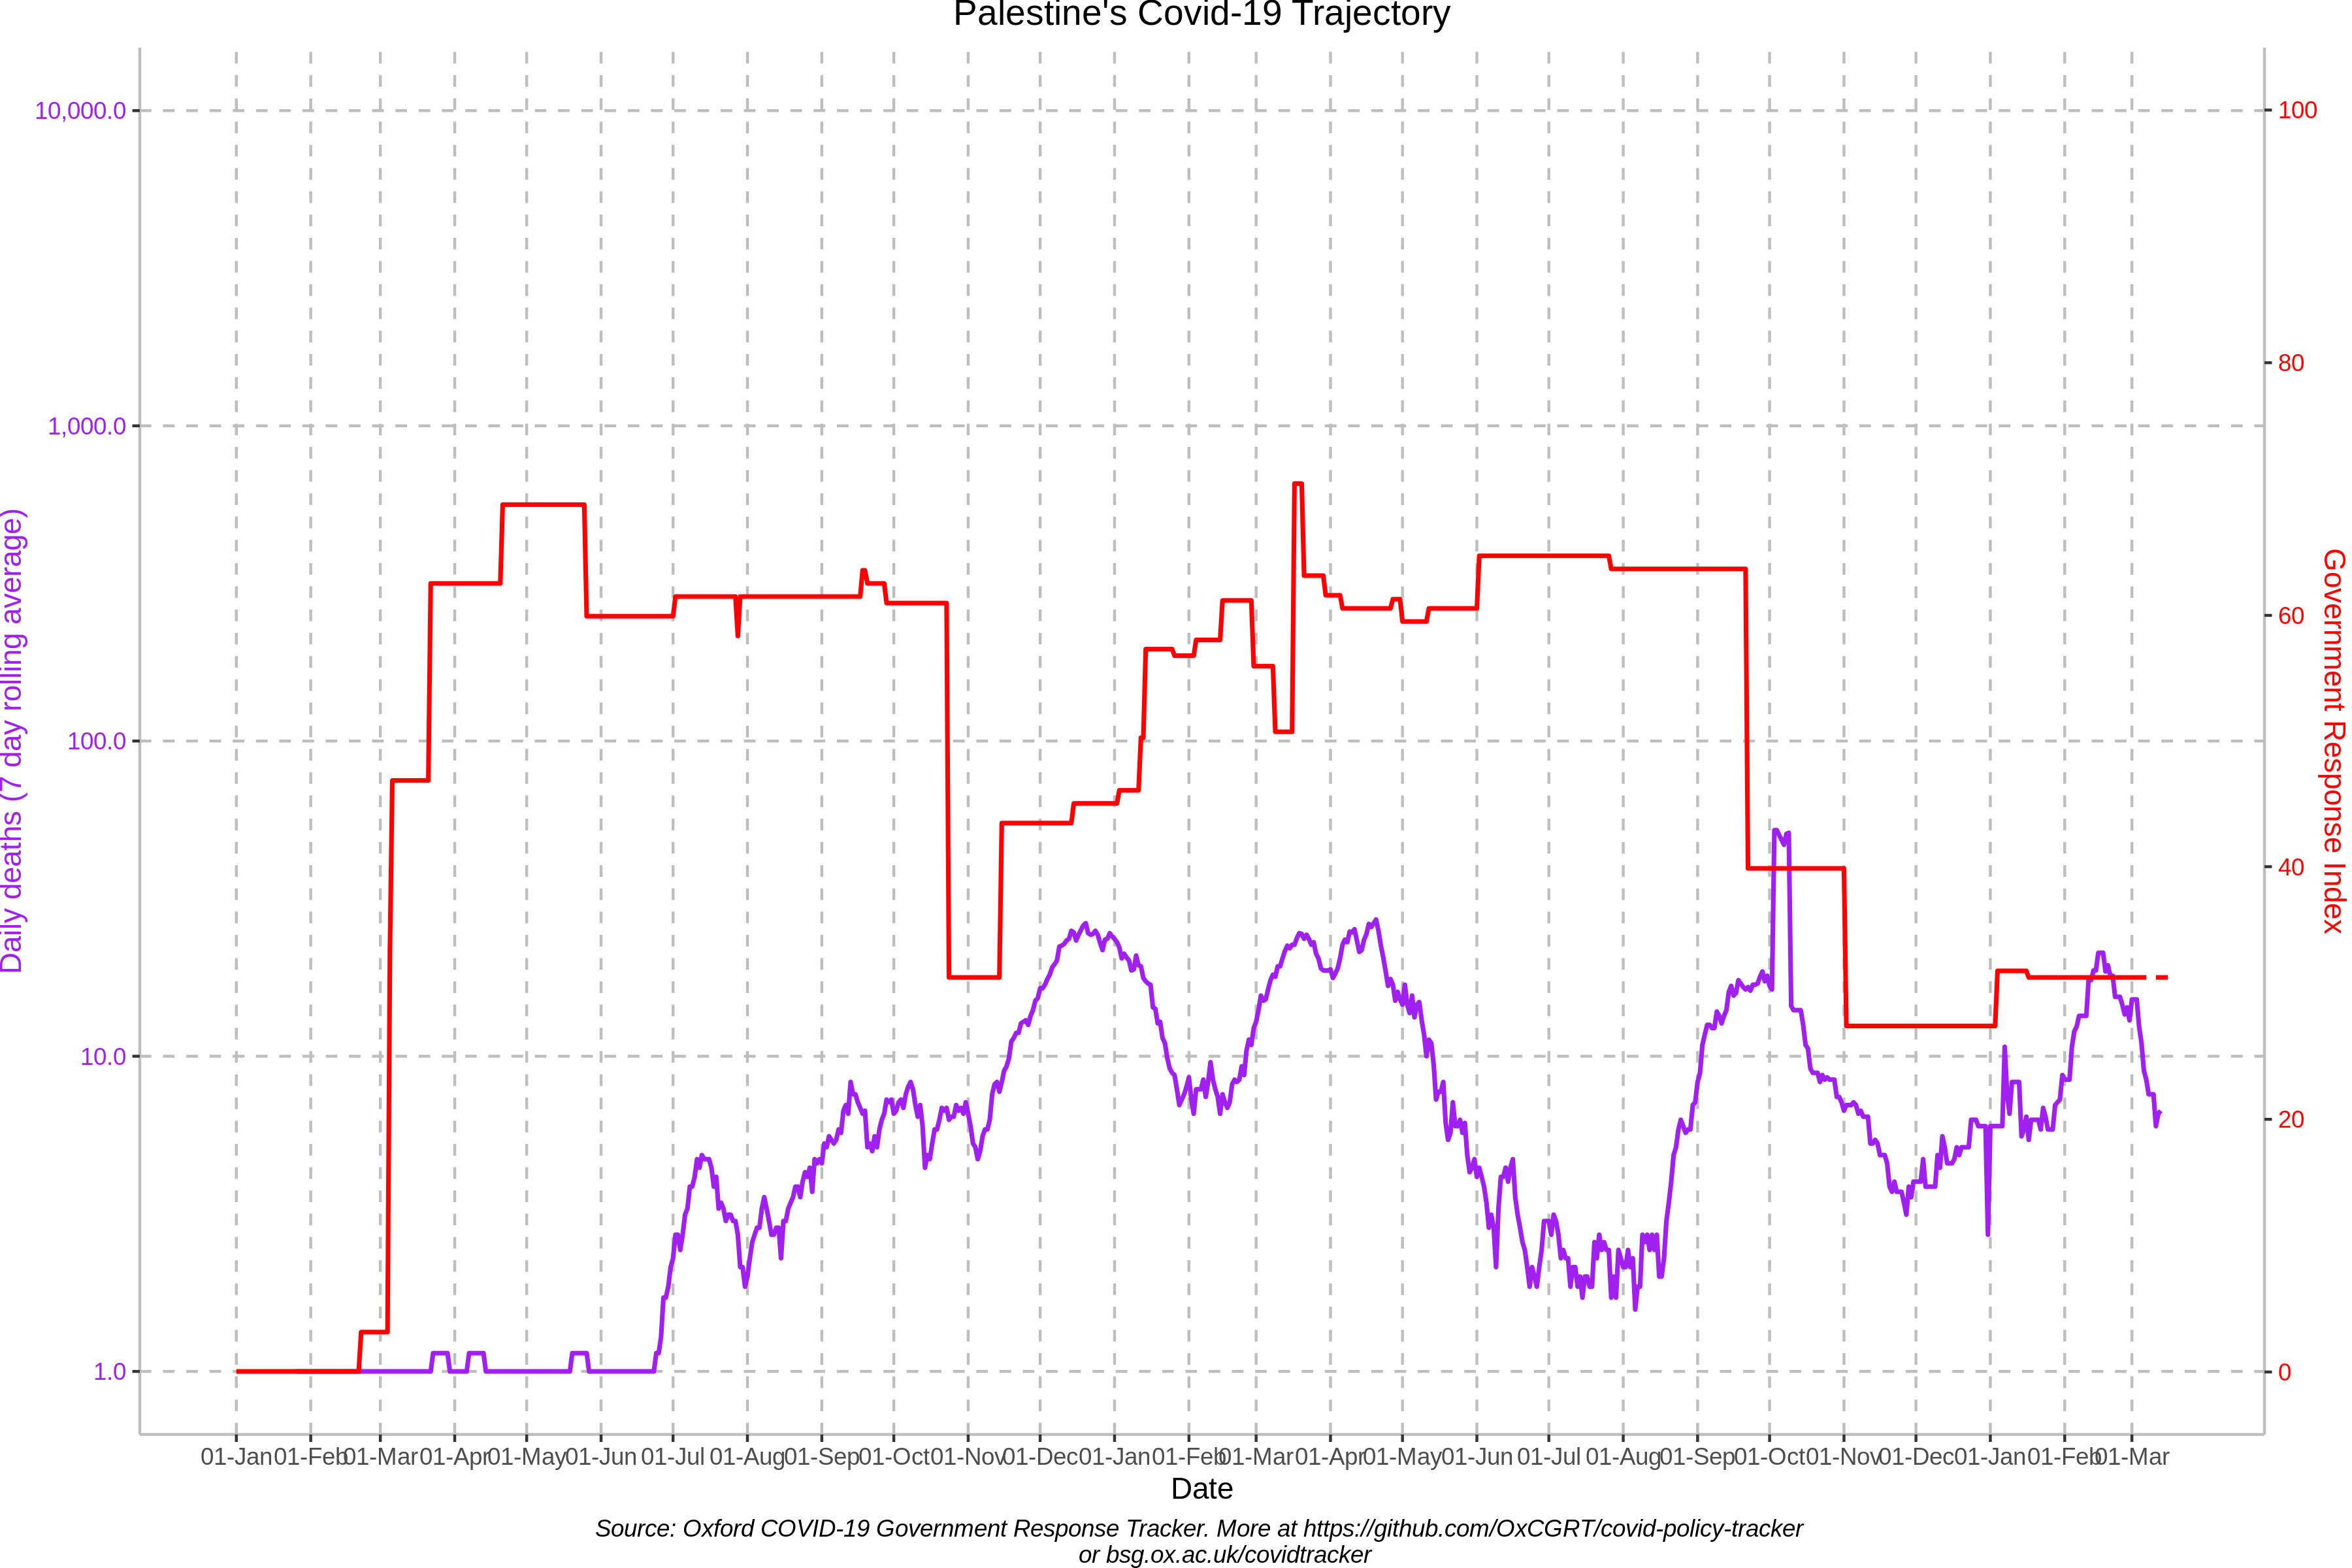 Palestine's Covid-19 Trajectory
10,000.0
1,000.0
100.0
10.0
1.0
Daily deaths (7 day rolling average)
100
80
60
40
20
0
Government Response Index
01-Jan 01-Feb 01-Mar 01-Apr 01-May 01-Jun 01-Jul 01-Aug 01-Sep 01-Oct 01-Nov 01-Dec 01-Jan 01-Feb 01-Mar 01-Apr 01-May 01-Jun 01-Jul 01-Aug 01-Sep 01-Oct 01-Nov 01-Dec 01-Jan 01-Feb 01-Mar
Date
Source: Oxford COVID-19 Government Response Tracker. More at https://github.com/OxCGRT/covid-policy-tracker
or bsg.ox.ac.uk/covidtracker